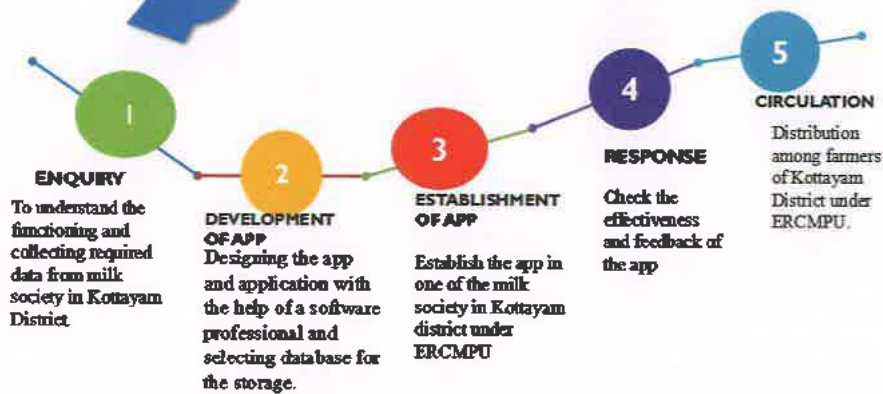 1
ENQUIRY
To understand the
functioning and
collecting required
data from milk
society in Kottayam
District
2
DEVELOPMENT
OF APP
Designing the app
and application with
the help of a software
professional and
selecting database for
the storage.
3
ESTABLISHMENT
OF APP
Establish the app in
one of the milk
society in Kottayam
district under
ERCMPU
4
RESPONSE
Check the
effectiveness
and feedback of
the app
5
CIRCULATION
Distribution
among farmers
of Kottayam
District under
ERCMPU.